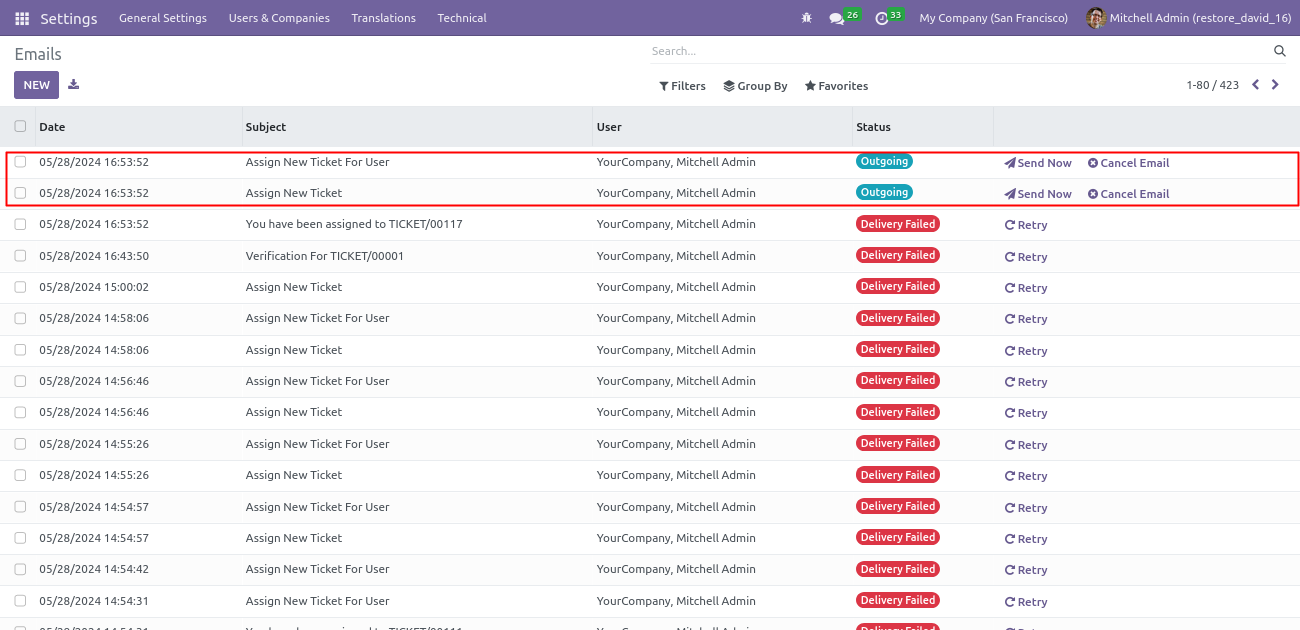 Settings General Settings Users & Companies Translations Technical 26 33 My Company (San Francisco) Mitchell Admin (restore_david_16)
Emails Search...
NEW Filters Group By Favorites 1-80 / 423
Date Subject User Status
05/28/2024 16:53:52 Assign New Ticket For User YourCompany, Mitchell Admin Outgoing Send Now Cancel Email
05/28/2024 16:53:52 Assign New Ticket YourCompany, Mitchell Admin Outgoing Send Now Cancel Email
05/28/2024 16:53:52 You have been assigned to TICKET/00117 YourCompany, Mitchell Admin Delivery Failed Retry
05/28/2024 16:43:50 Verification For TICKET/00001 YourCompany, Mitchell Admin Delivery Failed Retry
05/28/2024 15:00:02 Assign New Ticket YourCompany, Mitchell Admin Delivery Failed Retry
05/28/2024 14:58:06 Assign New Ticket For User YourCompany, Mitchell Admin Delivery Failed Retry
05/28/2024 14:58:06 Assign New Ticket YourCompany, Mitchell Admin Delivery Failed Retry
05/28/2024 14:56:46 Assign New Ticket For User YourCompany, Mitchell Admin Delivery Failed Retry
05/28/2024 14:56:46 Assign New Ticket YourCompany, Mitchell Admin Delivery Failed Retry
05/28/2024 14:55:26 Assign New Ticket For User YourCompany, Mitchell Admin Delivery Failed Retry
05/28/2024 14:55:26 Assign New Ticket YourCompany, Mitchell Admin Delivery Failed Retry
05/28/2024 14:54:57 Assign New Ticket For User YourCompany, Mitchell Admin Delivery Failed Retry
05/28/2024 14:54:57 Assign New Ticket YourCompany, Mitchell Admin Delivery Failed Retry
05/28/2024 14:54:42 Assign New Ticket For User YourCompany, Mitchell Admin Delivery Failed Retry
05/28/2024 14:54:31 Assign New Ticket For User YourCompany, Mitchell Admin Delivery Failed Retry